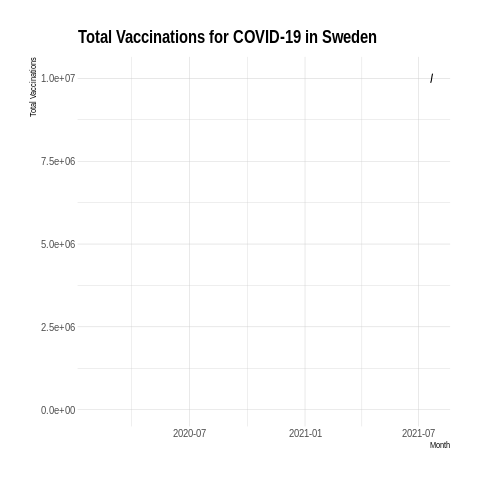 Total Vaccinations for COVID-19 in Sweden
Total Vaccinations
1.0e+07
7.5e+06
5.0e+06
2.5e+06
0.0e+00
2020-07
2021-01
2021-07
Month